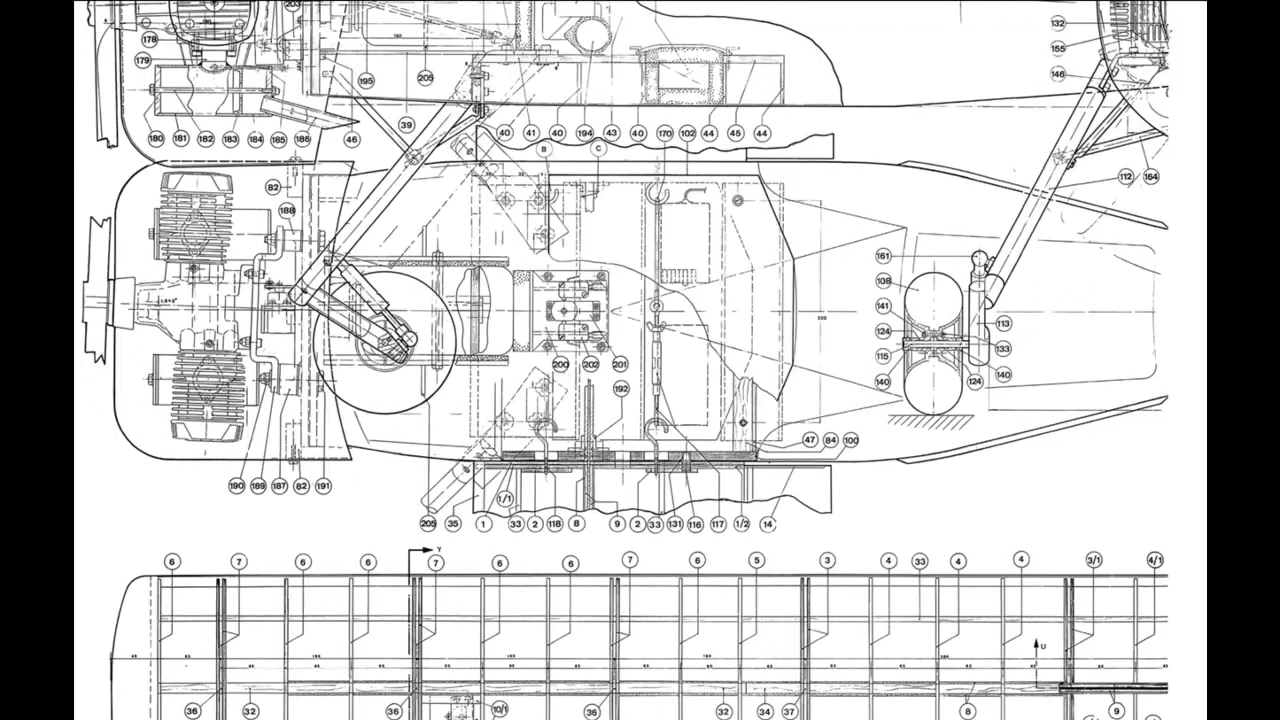 203
178
132
155
179
195
205
146
180 181 182 183 184 185 186 46 39 40 41 40 194 43 40 170 102 44 45 44
B C
112 164
82
188
161
108
141
113
124
133
115
140 124 140
200 202 201
192
220
47 84 100
190 189 187 82 191
1/1
205 35 1 33 2 118 8 9 2 33 131 116 117 1/2 14
Y
6 7 6 6 7 6 6 7 6 5 3 4 33 4 4 3/1 4/1
U
36 32 36 10/1 36 32 34 37 8 9